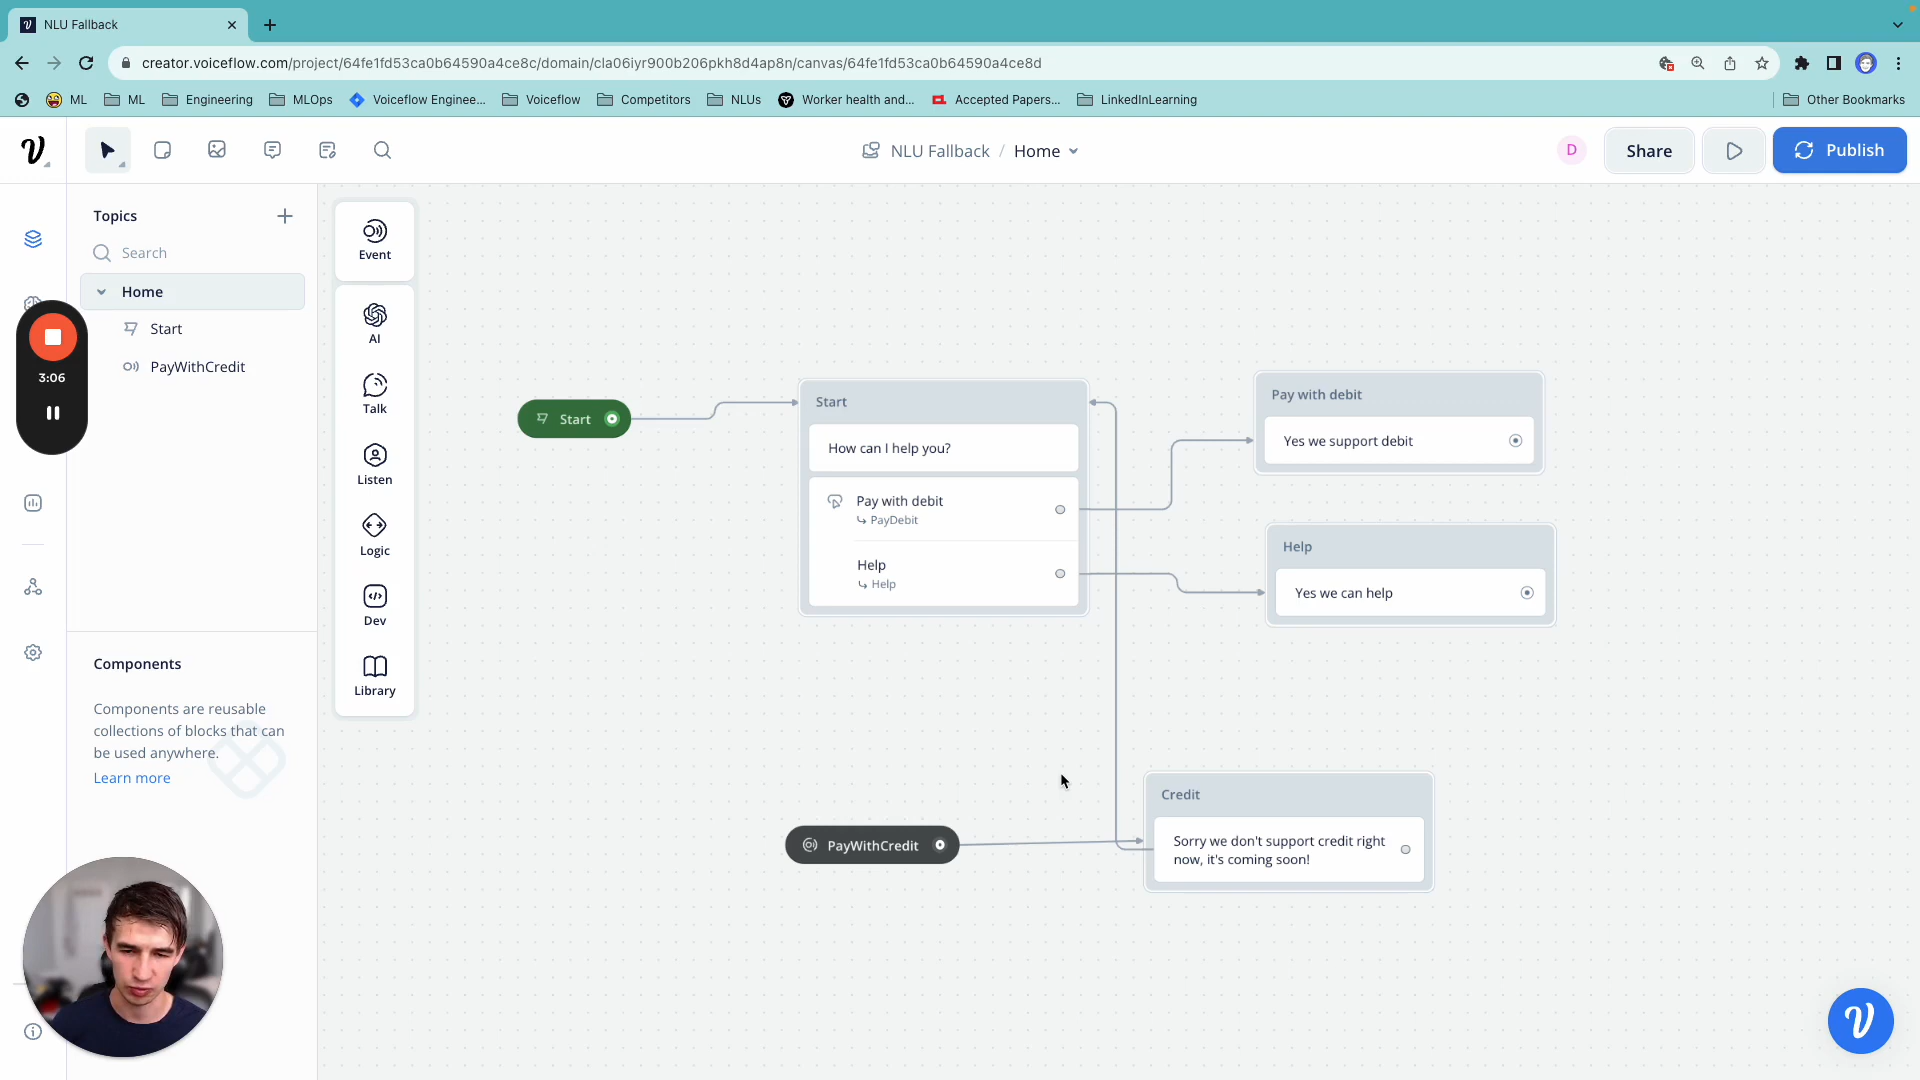 NLU Fallback
creator.voiceflow.com/project/64fe1fd53ca0b64590a4ce8c/domain/cla06iyr900b206pkh8d4ap8n/canvas/64fe1fd53ca0b64590a4ce8d
ML
ML
Engineering
MLOps
Voiceflow Enginee...
Voiceflow
Competitors
NLUs
Worker health and...
Accepted Papers...
LinkedInLearning
Other Bookmarks
NLU Fallback / Home
D
Share
Publish
Topics
Search
Home
Start
PayWithCredit
3:06
Components
Components are reusable
collections of blocks that can
be used anywhere.
Learn more
Event
AI
Talk
Listen
Logic
Dev
Library
Start
Start
How can I help you?
Pay with debit
PayDebit
Help
Help
Pay with debit
Yes we support debit
Help
Yes we can help
PayWithCredit
Credit
Sorry we don't support credit right
now, it's coming soon!